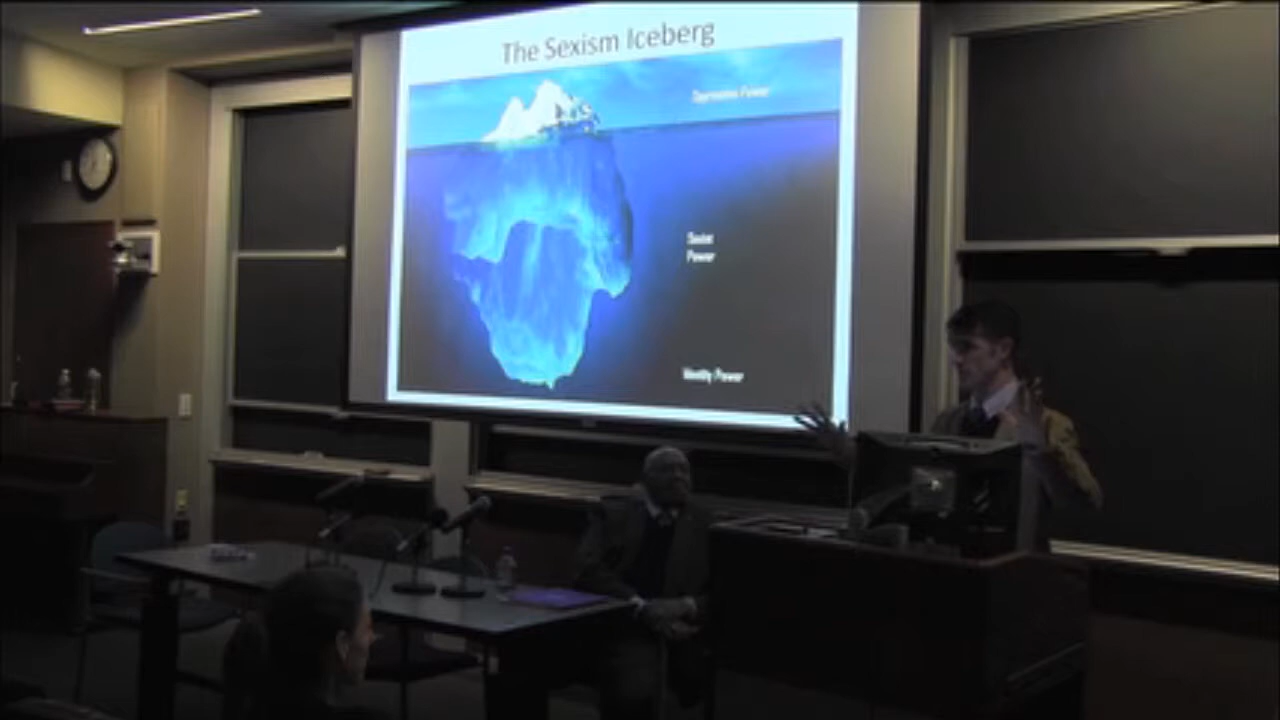 The Sexism Iceberg
Oppressive Power
Sexist
Power
Identity Power